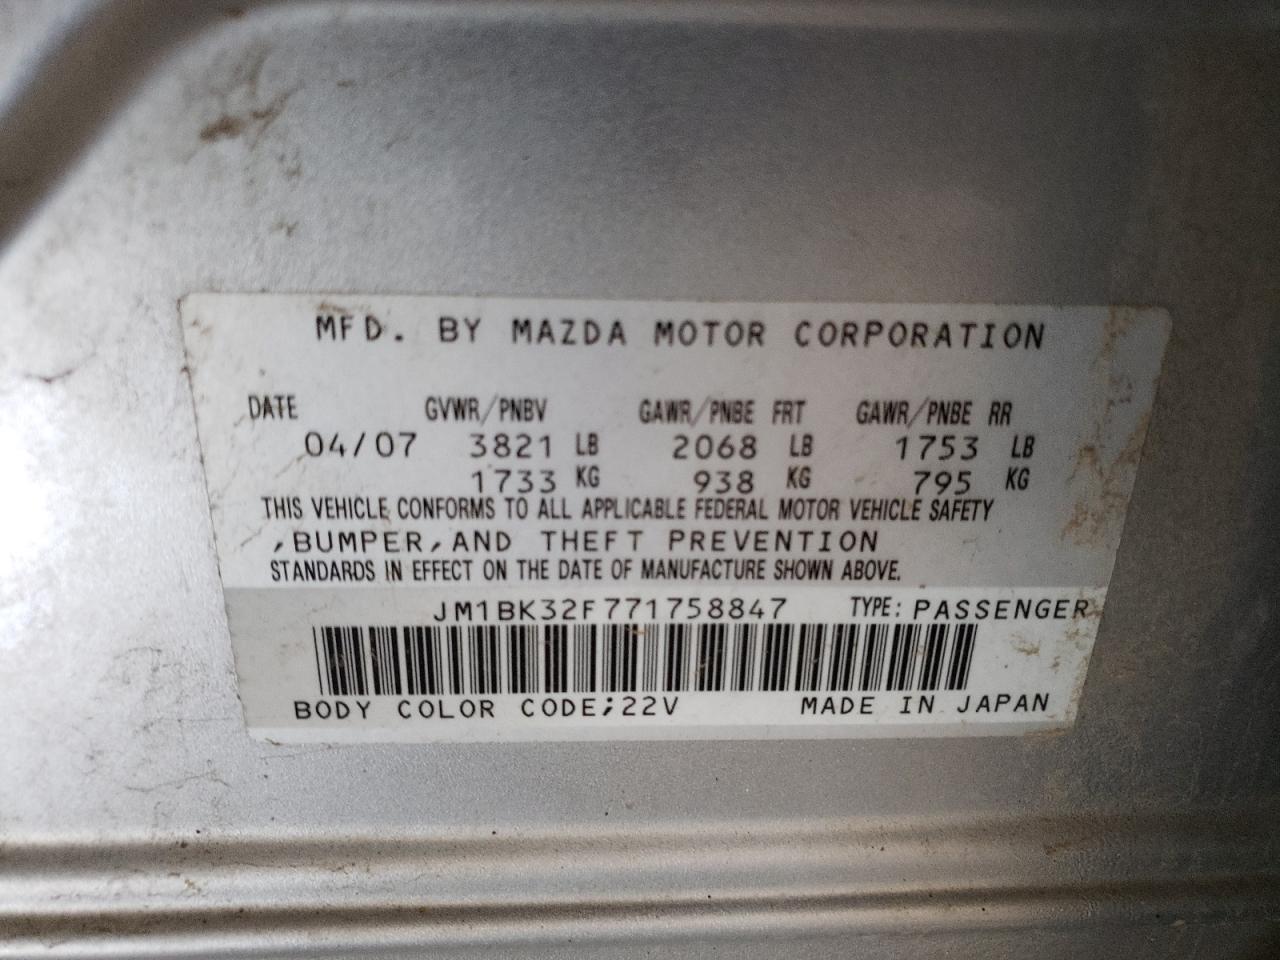 MFD. BY MAZDA MOTOR CORPORATION
DATE GVWR/PNBV GAWR/PNBE FRT GAWR/PNBE RR
04/07 3821 LB 2068 LB 1753 LB
1733 KG 938 KG 795 KG
THIS VEHICLE CONFORMS TO ALL APPLICABLE FEDERAL MOTOR VEHICLE SAFETY
,BUMPER,AND THEFT PREVENTION
STANDARDS IN EFFECT ON THE DATE OF MANUFACTURE SHOWN ABOVE.
JM1BK32F771758847 TYPE: PASSENGER
BODY COLOR CODE;22V MADE IN JAPAN